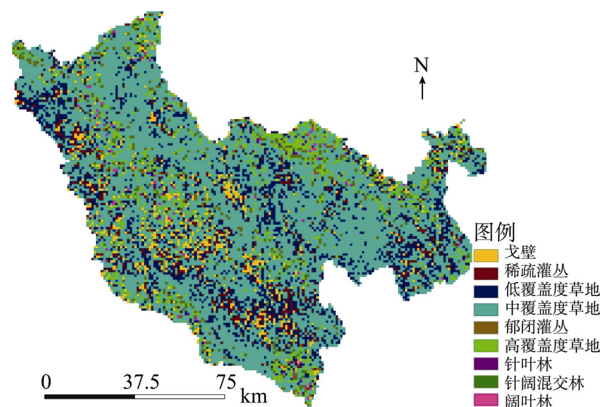 N
图例
戈壁
稀疏灌丛
低覆盖度草地
中覆盖度草地
郁闭灌丛
高覆盖度草地
针叶林
针阔混交林
阔叶林
0 37.5 75
km